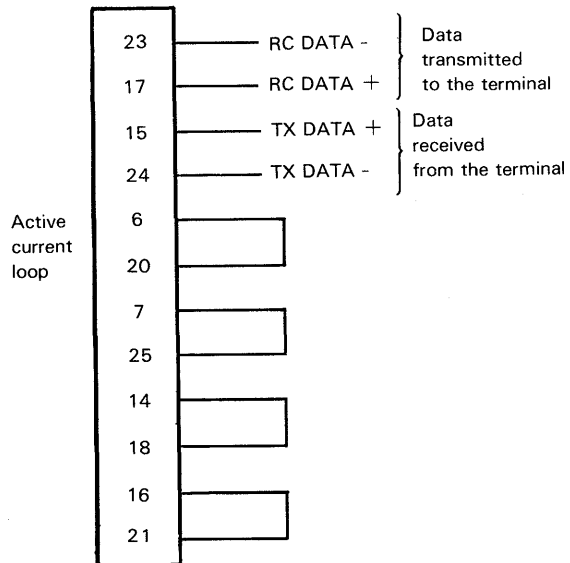 23 RC DATA - Data
transmitted
17 RC DATA + to the terminal
15 TX DATA + Data
received
24 TX DATA - from the terminal
Active
current
loop
6
20
7
25
14
18
16
21